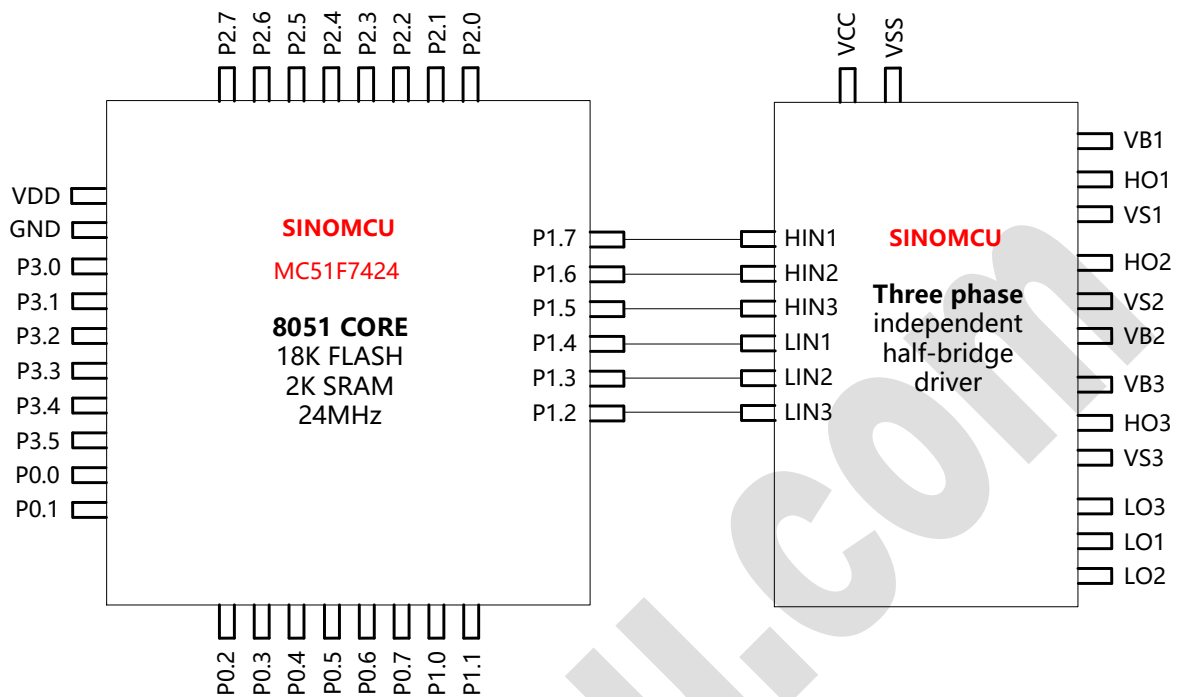 P2.7
P2.6
P2.5
P2.4
P2.3
P2.2
P2.1
P2.0
VDD
GND
P3.0
P3.1
P3.2
P3.3
P3.4
P3.5
P0.0
P0.1
SINOMCU
MC51F7424
8051 CORE
18K FLASH
2K SRAM
24MHz
P1.7
P1.6
P1.5
P1.4
P1.3
P1.2
P0.2
P0.3
P0.4
P0.5
P0.6
P0.7
P1.0
P1.1
VCC
VSS
HIN1
HIN2
HIN3
LIN1
LIN2
LIN3
SINOMCU
Three phase
independent
half-bridge
driver
VB1
HO1
VS1
HO2
VS2
VB2
VB3
HO3
VS3
LO3
LO1
LO2